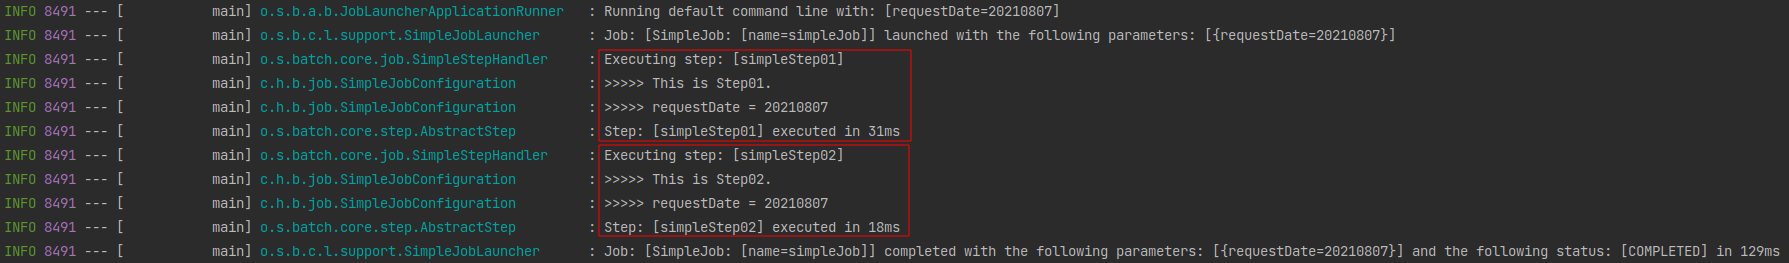 INFO 8491 --- [           main] o.s.b.a.b.JobLauncherApplicationRunner   : Running default command line with: [requestDate=20210807]
INFO 8491 --- [           main] o.s.b.c.l.support.SimpleJobLauncher      : Job: [SimpleJob: [name=simpleJob]] launched with the following parameters: [{requestDate=20210807}]
INFO 8491 --- [           main] o.s.batch.core.job.SimpleStepHandler     : Executing step: [simpleStep01]
INFO 8491 --- [           main] c.h.b.job.SimpleJobConfiguration         : >>>>> This is Step01.
INFO 8491 --- [           main] c.h.b.job.SimpleJobConfiguration         : >>>>> requestDate = 20210807
INFO 8491 --- [           main] o.s.batch.core.step.AbstractStep         : Step: [simpleStep01] executed in 31ms
INFO 8491 --- [           main] o.s.batch.core.job.SimpleStepHandler     : Executing step: [simpleStep02]
INFO 8491 --- [           main] c.h.b.job.SimpleJobConfiguration         : >>>>> This is Step02.
INFO 8491 --- [           main] c.h.b.job.SimpleJobConfiguration         : >>>>> requestDate = 20210807
INFO 8491 --- [           main] o.s.batch.core.step.AbstractStep         : Step: [simpleStep02] executed in 18ms
INFO 8491 --- [           main] o.s.b.c.l.support.SimpleJobLauncher      : Job: [SimpleJob: [name=simpleJob]] completed with the following parameters: [{requestDate=20210807}] and the following status: [COMPLETED] in 129ms